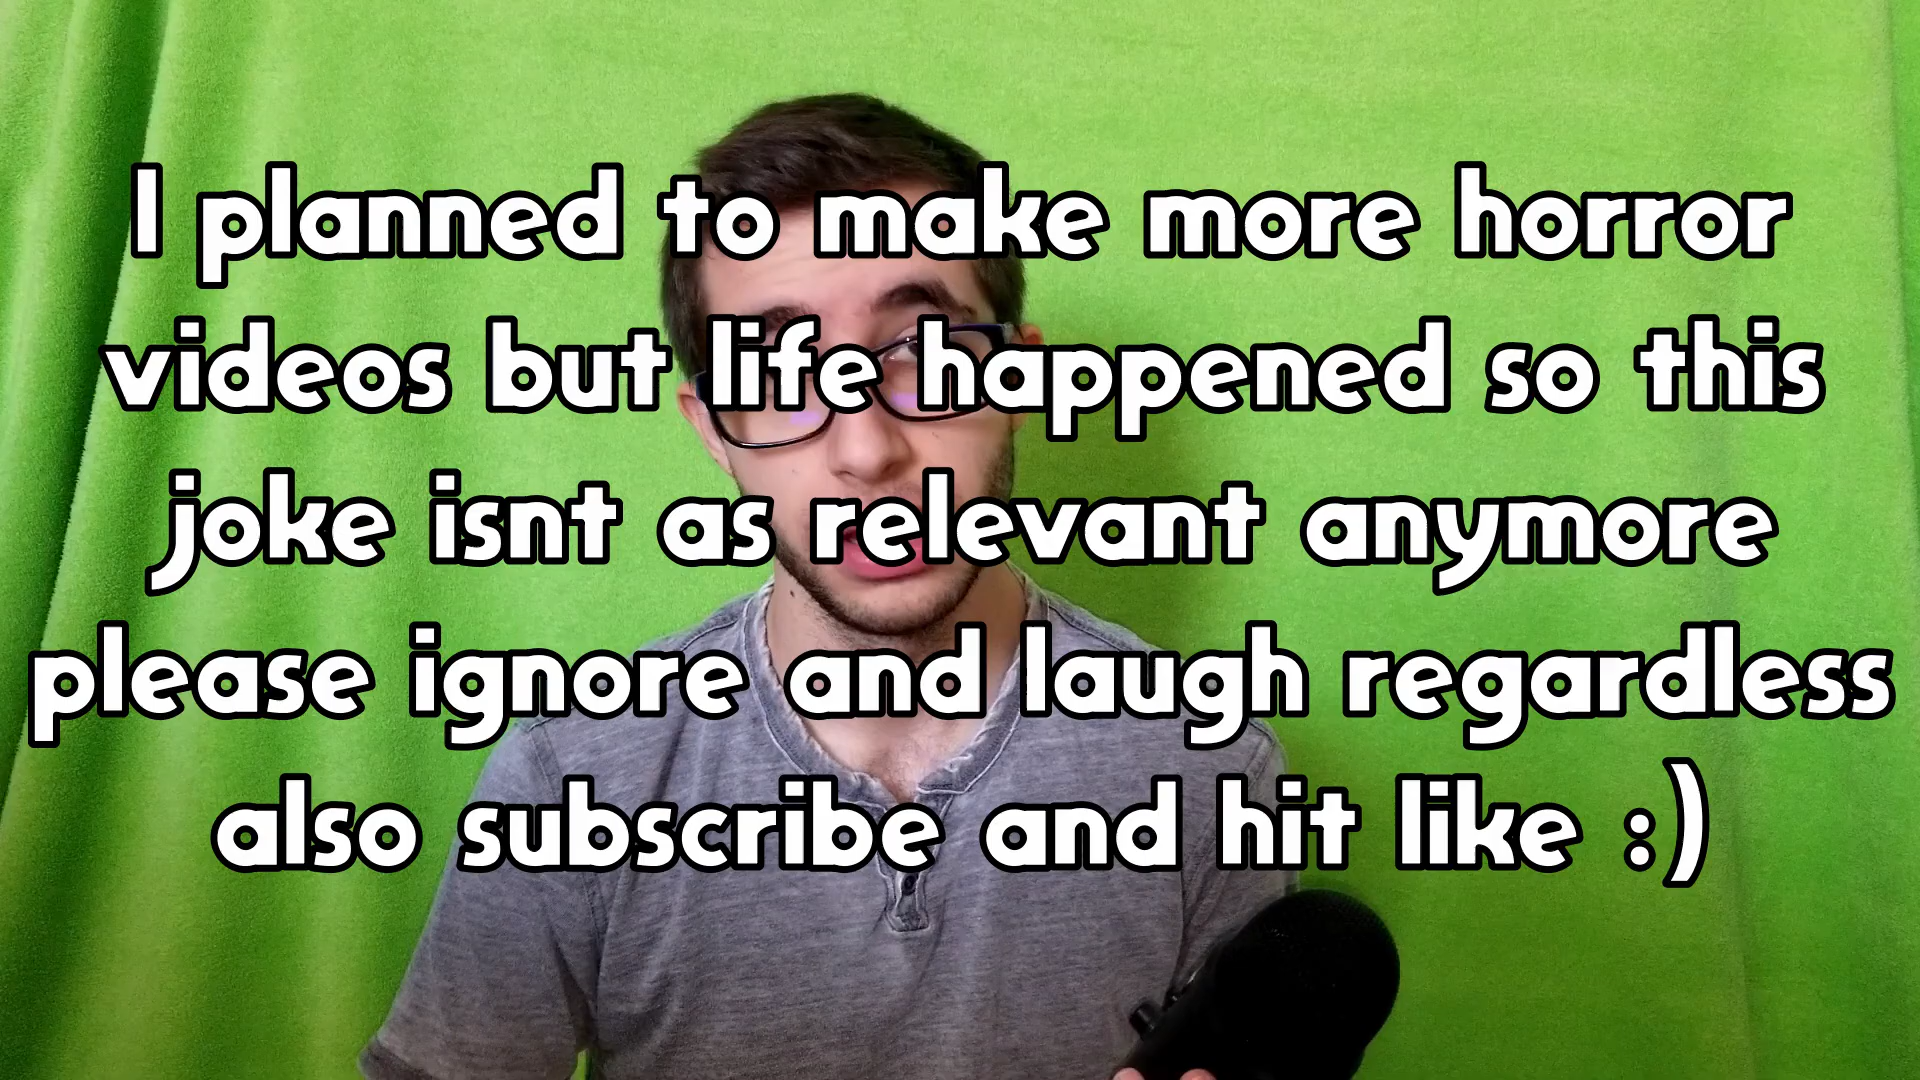 I planned to make more horror
videos but life happened so this
joke isnt as relevant anymore
please ignore and laugh regardless
also subscribe and hit like :)